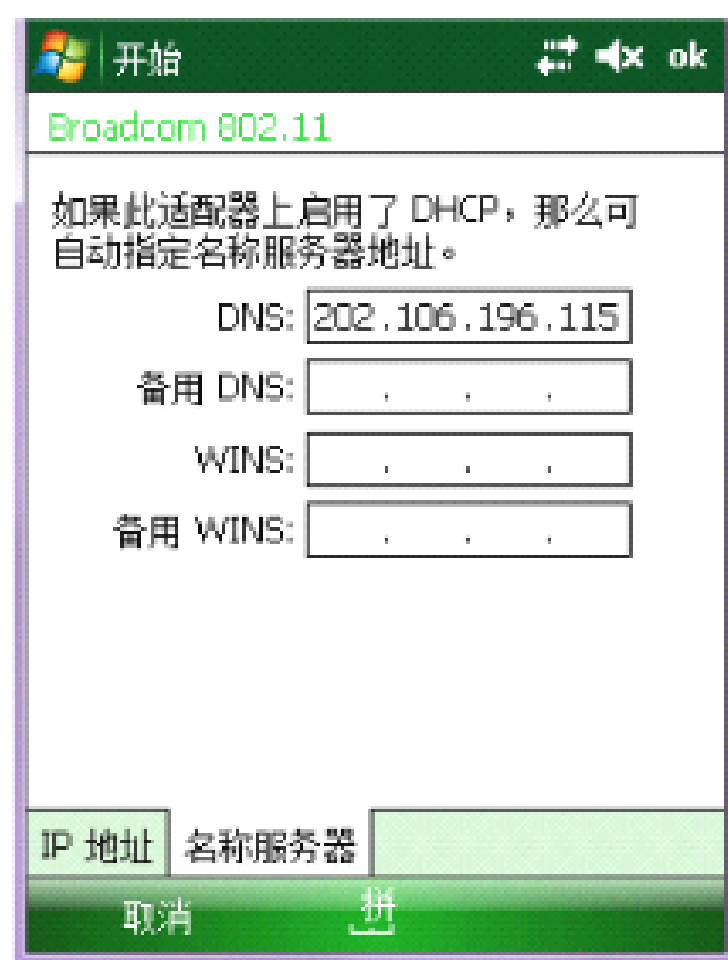 开始 ok
Broadcom 802.11
如果此适配器上启用了 DHCP，那么可
自动指定名称服务器地址。
DNS: 202.106.196.115
备用 DNS: . . .
WINS: . . .
备用 WINS: . . .
IP 地址 名称服务器
取消 拼